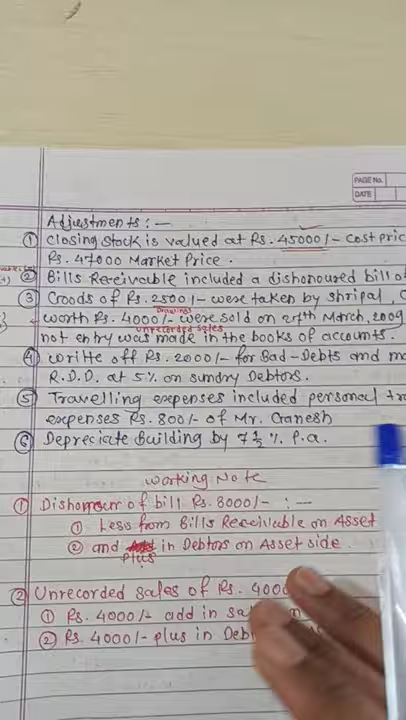 PAGE No.
DATE
Adjustments :-
① Closing stock is valued at Rs. 45000/- cost pric
Rs. 47000 Market Price.
② Bills Receivable included a dishonoured bill of
③ Goods of Rs. 2500/- were taken by shripal,
Drawings
worth Rs. 4000/- were sold on 27th March, 2009
Unrecorded sales
not entry was made in the books of accounts.
④ Write off Rs. 2000/- for Bad-Debts and ma
R.D.D. at 5% on sundry Debtors.
⑤ Travelling expenses included personal tr
expenses Rs. 800/- of Mr. Ganesh
⑥ Depreciate Building by 7½ % P.a.
Working Note
① Dishonour of bill Rs. 8000/- :-
① Less from Bills Receivable on Asset
② and in Debtors on Asset side.
plus
② Unrecorded sales of Rs. 4000
① Rs. 4000/- add in sa
② Rs. 4000/- plus in Deb